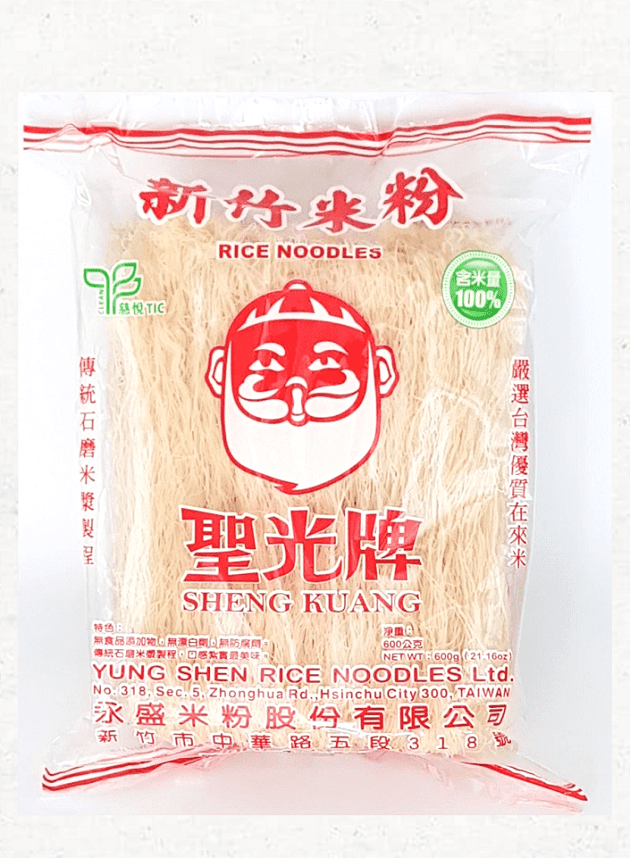 新竹米粉
RICE NOODLES
CLEAN
慈悦TIC
含米量
100%
傳統石磨米漿製程
嚴選台灣優質在來米
聖光牌
SHENG KUANG
特色：
無食品添加物，無漂白劑，無防腐劑。
傳統石磨米漿製程，口感紮實最美味。
淨重：
600公克
NET WT：600g (21.16oz)
YUNG SHEN RICE NOODLES Ltd.
No. 318, Sec. 5, Zhonghua Rd.,Hsinchu City 300, TAIWAN
永盛米粉股份有限公司
新竹市中華路五段318號